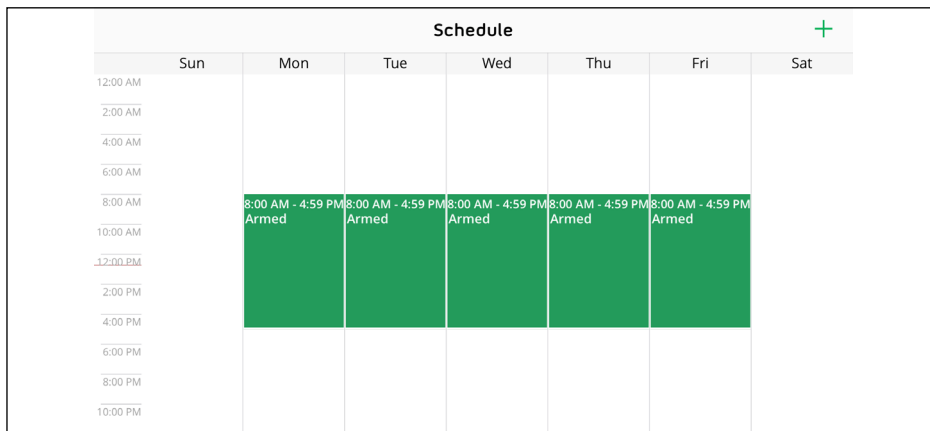 Schedule
+
Sun Mon Tue Wed Thu Fri Sat
12:00 AM
2:00 AM
4:00 AM
6:00 AM
8:00 AM
8:00 AM - 4:59 PM 8:00 AM - 4:59 PM 8:00 AM - 4:59 PM 8:00 AM - 4:59 PM 8:00 AM - 4:59 PM
Armed Armed Armed Armed Armed
10:00 AM
12:00 PM
2:00 PM
4:00 PM
6:00 PM
8:00 PM
10:00 PM